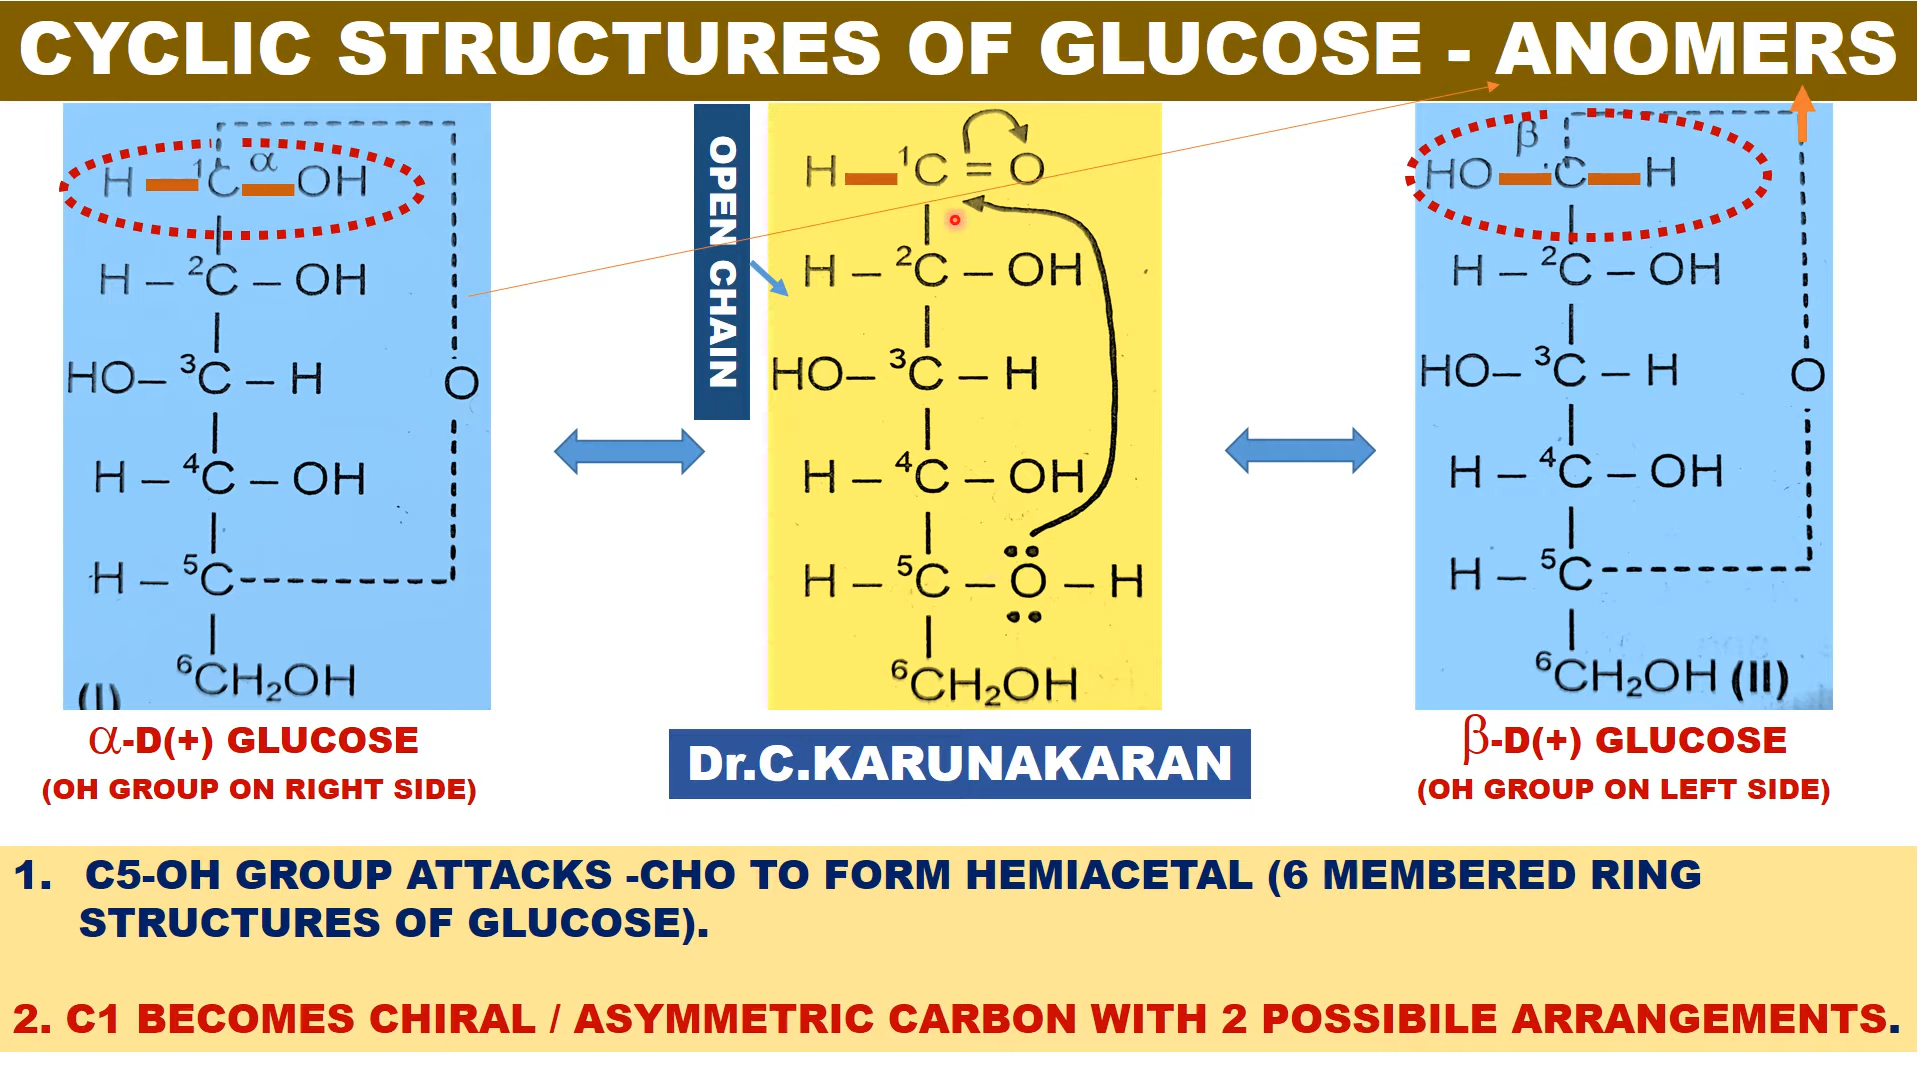 CYCLIC STRUCTURES OF GLUCOSE - ANOMERS
H ¹C α OH
H – ²C – OH
HO– ³C – H
O
H – ⁴C – OH
H – ⁵C
⁶CH₂OH
(I)
α-D(+) GLUCOSE
(OH GROUP ON RIGHT SIDE)
OPEN CHAIN
H ¹C = O
H – ²C – OH
HO– ³C – H
H – ⁴C – OH
H – ⁵C – O – H
⁶CH₂OH
Dr.C.KARUNAKARAN
β
HO C H
H – ²C – OH
HO– ³C – H
O
H – ⁴C – OH
H – ⁵C
⁶CH₂OH (II)
β-D(+) GLUCOSE
(OH GROUP ON LEFT SIDE)
1. C5-OH GROUP ATTACKS -CHO TO FORM HEMIACETAL (6 MEMBERED RING
STRUCTURES OF GLUCOSE).
2. C1 BECOMES CHIRAL / ASYMMETRIC CARBON WITH 2 POSSIBILE ARRANGEMENTS.